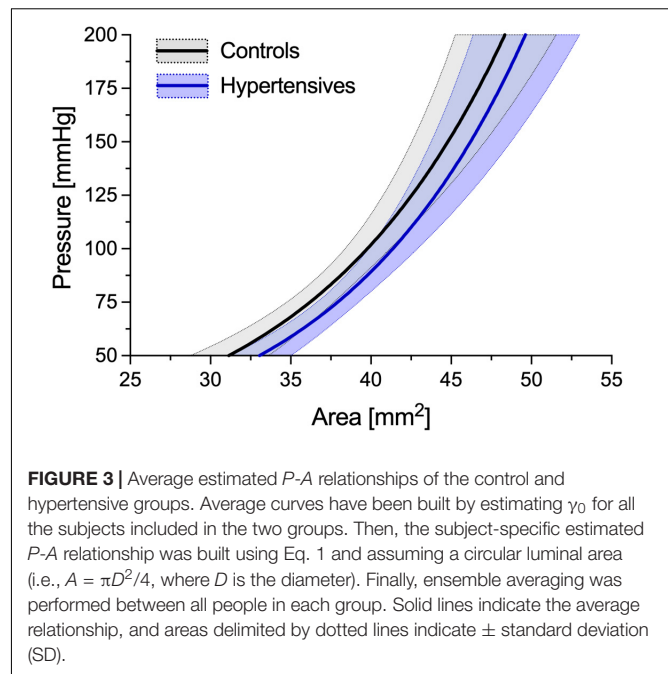 200
175
150
125
100
75
50
Pressure [mmHg]
Controls
Hypertensives
25 30 35 40 45 50 55
Area [mm²]
FIGURE 3 | Average estimated P-A relationships of the control and
hypertensive groups. Average curves have been built by estimating γ₀ for all
the subjects included in the two groups. Then, the subject-specific estimated
P-A relationship was built using Eq. 1 and assuming a circular luminal area
(i.e., A = πD²/4, where D is the diameter). Finally, ensemble averaging was
performed between all people in each group. Solid lines indicate the average
relationship, and areas delimited by dotted lines indicate ± standard deviation
(SD).